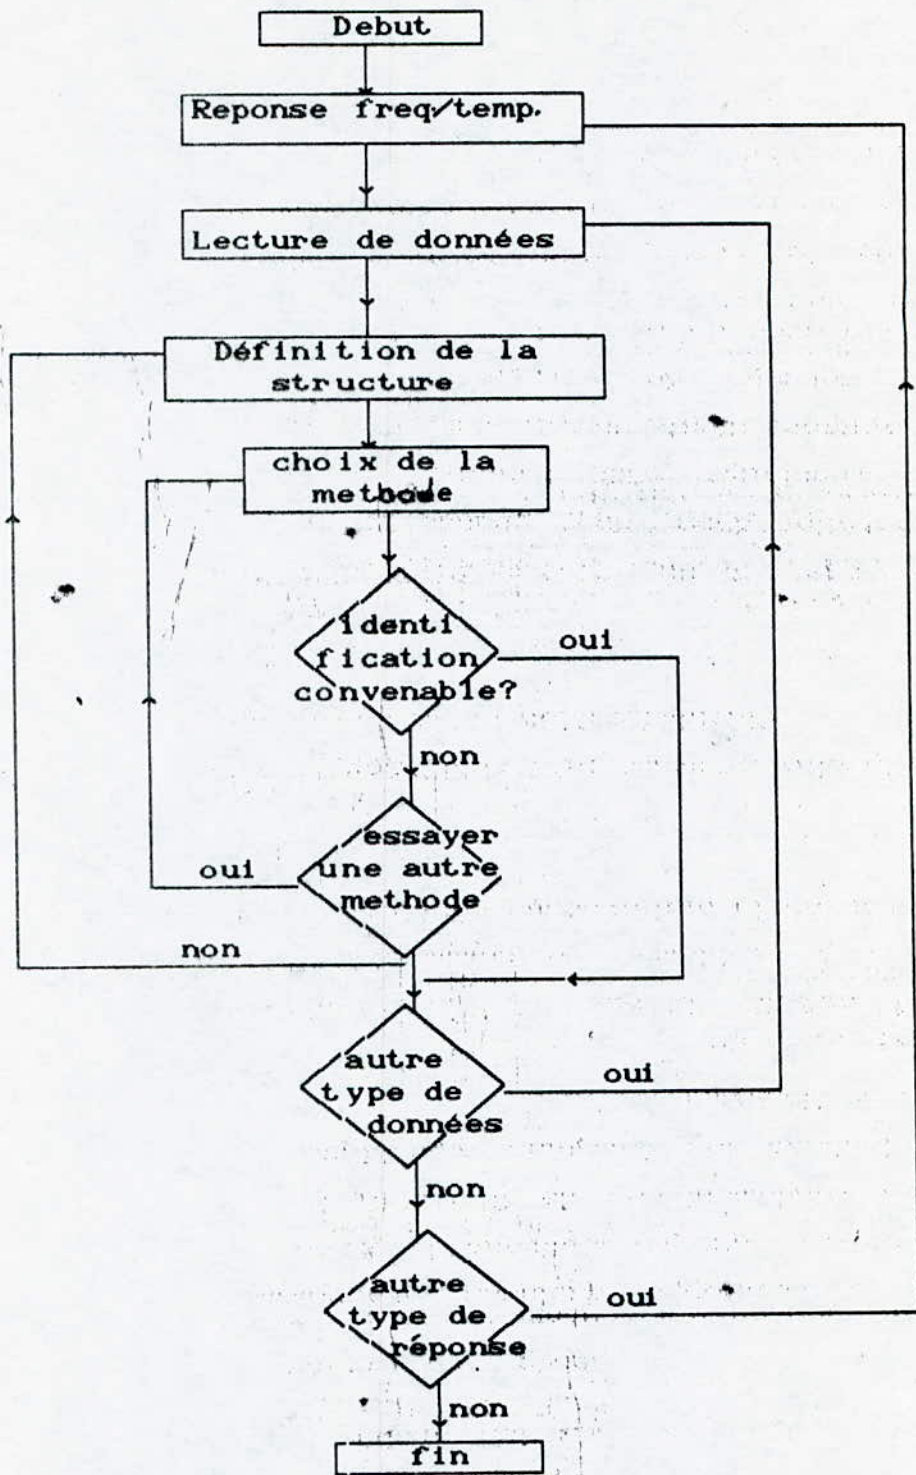 Debut
Reponse freq/temp.
Lecture de données
Définition de la
structure
choix de la
methode
identi
fication
convenable?
oui
non
essayer
une autre
methode
oui
non
autre
type de
données
oui
non
autre
type de
réponse
oui
non
fin